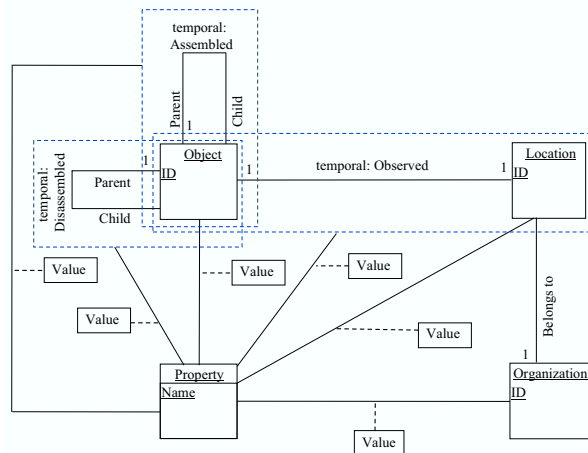 temporal:
Assembled
Parent
Child
1
temporal:
Disassembled
1
Parent
Child
Object
ID
1
temporal: Observed
1
Location
ID
Value
Value
Value
Value
Value
Belongs to
1
Property
Name
Organization
ID
Value